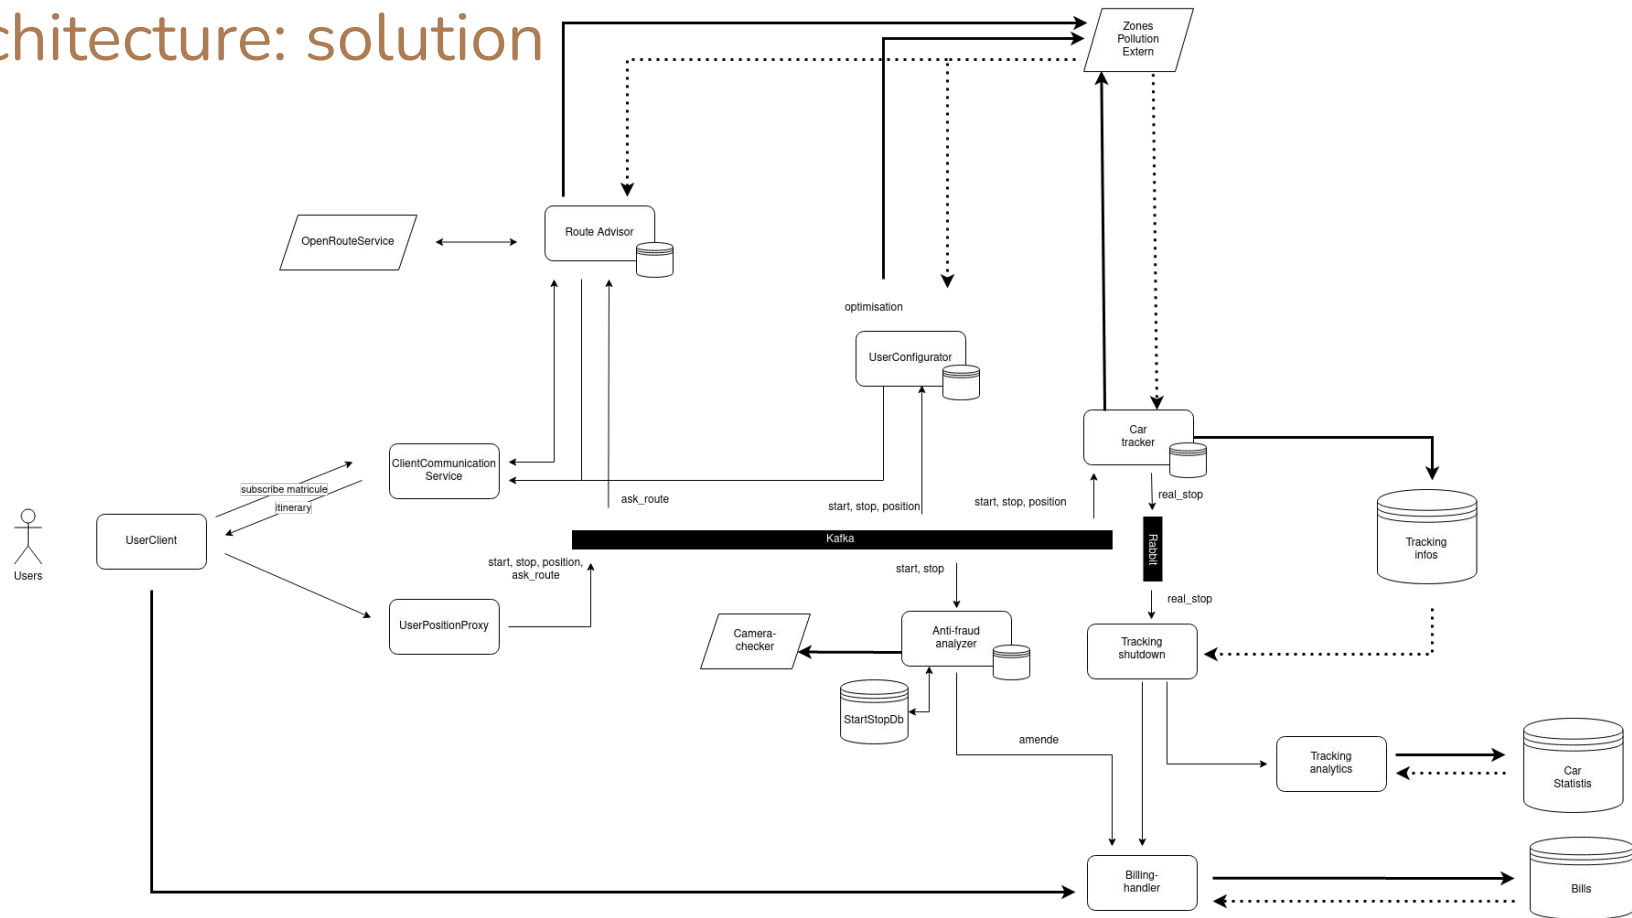 chitecture: solution
Zones
Pollution
Extern
OpenRouteService
Route Advisor
optimisation
UserConfigurator
Car
tracker
ClientCommunication
Service
subscribe matricule
itinerary
ask_route
start, stop, position
start, stop, position
real_stop
Users
UserClient
Kafka
Rabbit
Tracking
infos
start, stop, position,
ask_route
start, stop
real_stop
UserPositionProxy
Camera-
checker
Anti-fraud
analyzer
Tracking
shutdown
StartStopDb
amende
Tracking
analytics
Car
Statistis
Billing-
handler
Bills